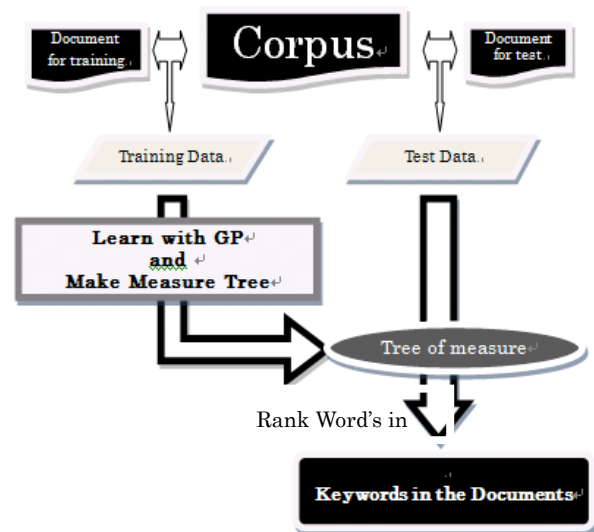 Document
for training.
Corpus
Document
for test.
Training Data.
Test Data.
Learn with GP
and
Make Measure Tree
Tree of measure
Rank Word's in
Keywords in the Documents